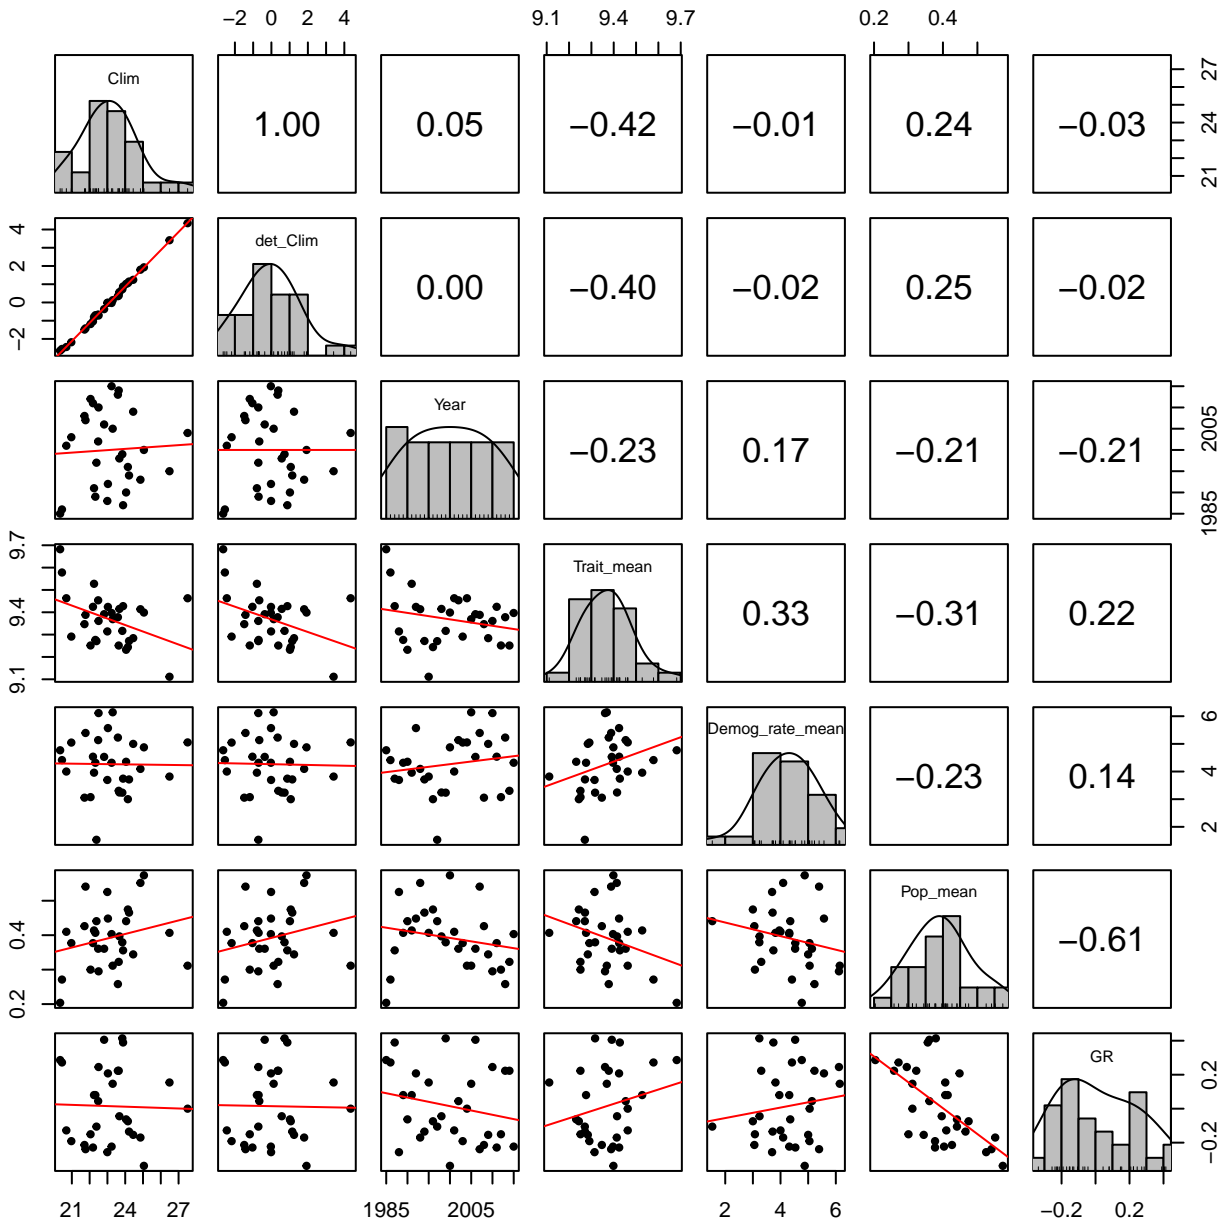 −2 0 2 4 9.1 9.4 9.7 0.2 0.4
Clim 1.00 0.05 −0.42 −0.01 0.24 −0.03 21 24 27
−2 0 2 4 det_Clim 0.00 −0.40 −0.02 0.25 −0.02
Year −0.23 0.17 −0.21 −0.21 1985 2005
9.1 9.4 9.7 Trait_mean 0.33 −0.31 0.22
Demog_rate_mean −0.23 0.14 2 4 6
0.2 0.4 Pop_mean −0.61
GR −0.2 0.2
21 24 27 1985 2005 2 4 6 −0.2 0.2